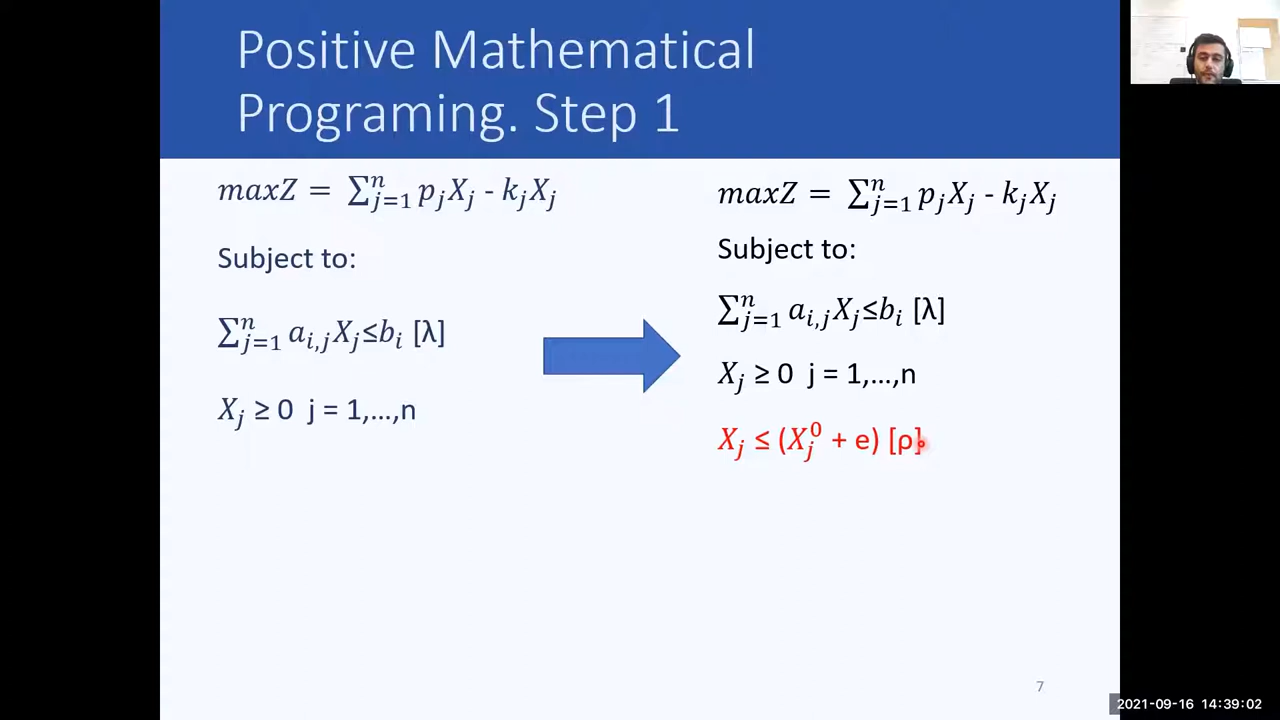 Positive Mathematical
Programing. Step 1
maxZ = ∑ⁿⱼ₌₁ pⱼXⱼ - kⱼXⱼ
Subject to:
∑ⁿⱼ₌₁ aᵢ,ⱼXⱼ≤bᵢ [λ]
Xⱼ ≥ 0 j = 1,...,n
maxZ = ∑ⁿⱼ₌₁ pⱼXⱼ - kⱼXⱼ
Subject to:
∑ⁿⱼ₌₁ aᵢ,ⱼXⱼ≤bᵢ [λ]
Xⱼ ≥ 0 j = 1,...,n
Xⱼ ≤ (Xⱼ⁰ + e) [ρ]
7
2021-09-16 14:39:02